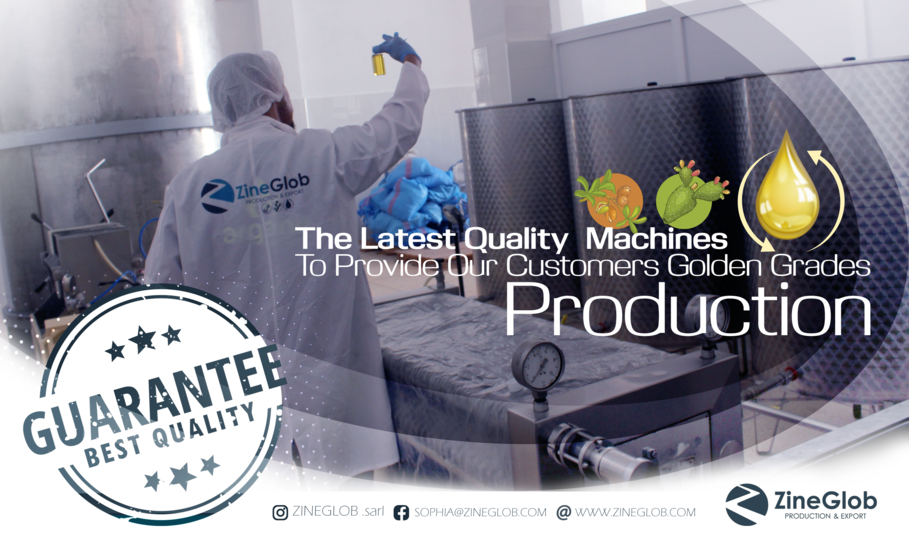 ZineGlob
PRODUCTION & EXPORT
The Latest Quality Machines
To Provide Our Customers Golden Grades
Production
GUARANTEE
BEST QUALITY
ZINEGLOB .sarl
SOPHIA@ZINEGLOB.COM
@ WWW.ZINEGLOB.COM
ZineGlob
PRODUCTION & EXPORT